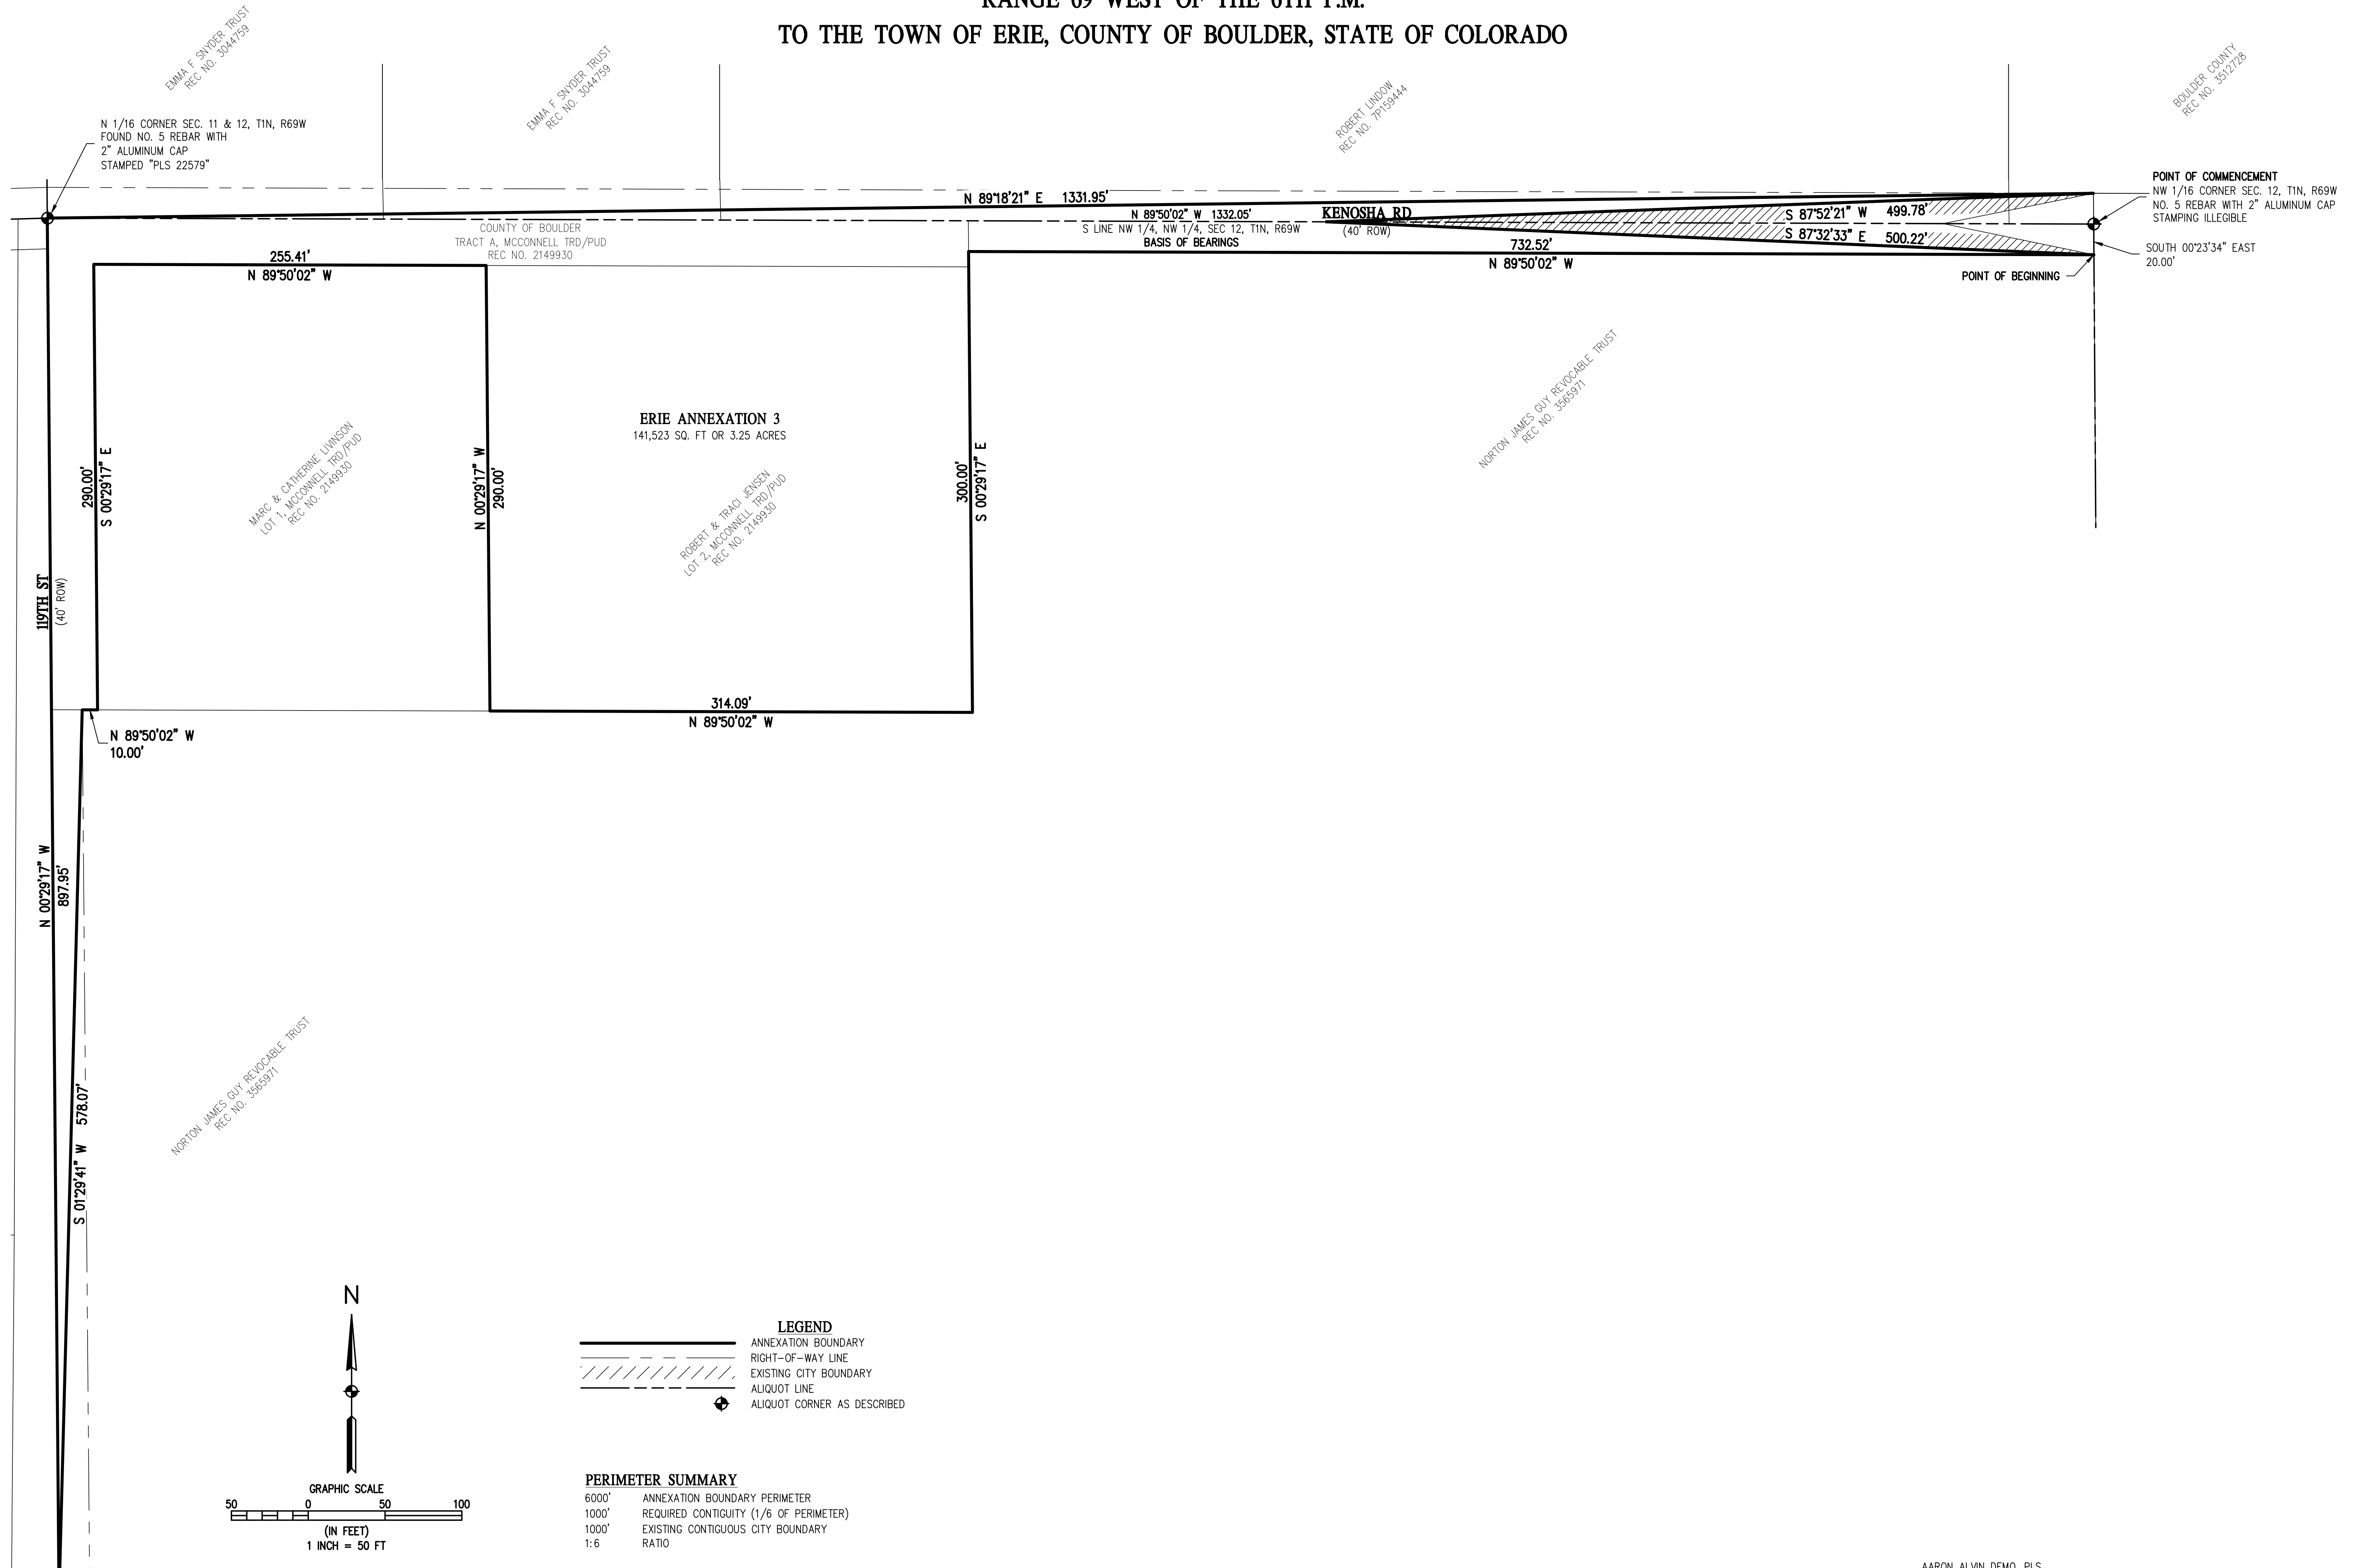 TO THE TOWN OF ERIE, COUNTY OF BOULDER, STATE OF COLORADO
EMMA F SNYDER TRUST
REC NO. 3044759
EMMA F SNYDER TRUST
REC NO. 3044759
ROBERT LINDOW
REC NO. 7P159444
BOULDER COUNTY
REC NO. 3512728
N 1/16 CORNER SEC. 11 & 12, T1N, R69W
FOUND NO. 5 REBAR WITH
2" ALUMINUM CAP
STAMPED "PLS 22579"
POINT OF COMMENCEMENT
NW 1/16 CORNER SEC. 12, T1N, R69W
NO. 5 REBAR WITH 2" ALUMINUM CAP
STAMPING ILLEGIBLE
N 89°18'21" E 1331.95'
N 89°50'02" W 1332.05'
S LINE NW 1/4, NW 1/4, SEC 12, T1N, R69W
BASIS OF BEARINGS
KENOSHA RD
(40' ROW)
S 87°52'21" W 499.78'
S 87°32'33" E 500.22'
SOUTH 00°23'34" EAST
20.00'
POINT OF BEGINNING
732.52'
N 89°50'02" W
COUNTY OF BOULDER
TRACT A, MCCONNELL TRD/PUD
REC NO. 2149930
255.41'
N 89°50'02" W
290.00'
S 00°29'17" E
MARC & CATHERINE LIVINSON
LOT 1, MCCONNELL TRD/PUD
REC NO. 2149930
N 00°29'17" W
290.00'
ERIE ANNEXATION 3
141,523 SQ. FT OR 3.25 ACRES
ROBERT & TRACI JENSEN
LOT 2, MCCONNELL TRD/PUD
REC NO. 2149930
300.00'
S 00°29'17" E
NORTON JAMES GUY REVOCABLE TRUST
REC NO. 3565971
119TH ST
(40' ROW)
314.09'
N 89°50'02" W
N 89°50'02" W
10.00'
N 00°29'17" W
897.95'
S 01°29'41" W 578.07'
NORTON JAMES GUY REVOCABLE TRUST
REC NO. 3565971
N
GRAPHIC SCALE
50 0 50 100
(IN FEET)
1 INCH = 50 FT
LEGEND
ANNEXATION BOUNDARY
RIGHT-OF-WAY LINE
EXISTING CITY BOUNDARY
ALIQUOT LINE
ALIQUOT CORNER AS DESCRIBED
PERIMETER SUMMARY
6000' ANNEXATION BOUNDARY PERIMETER
1000' REQUIRED CONTIGUITY (1/6 OF PERIMETER)
1000' EXISTING CONTIGUOUS CITY BOUNDARY
1:6 RATIO